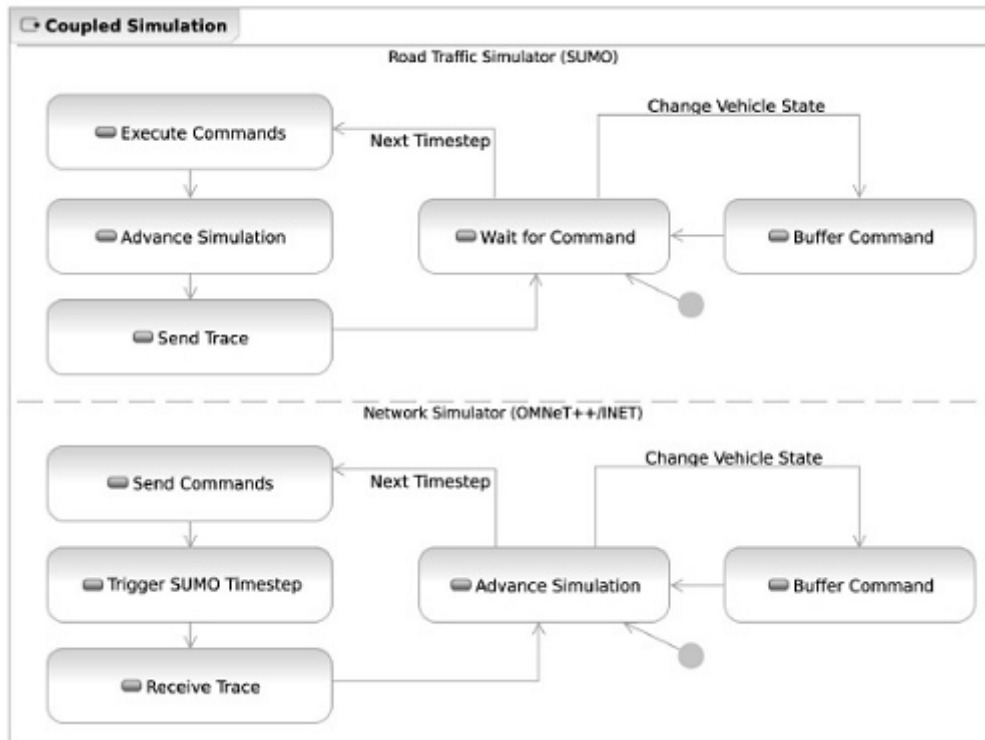 Coupled Simulation
Road Traffic Simulator (SUMO)
Change Vehicle State
Execute Commands
Next Timestep
Advance Simulation
Wait for Command
Buffer Command
Send Trace
Network Simulator (OMNeT++/INET)
Change Vehicle State
Send Commands
Next Timestep
Trigger SUMO Timestep
Advance Simulation
Buffer Command
Receive Trace